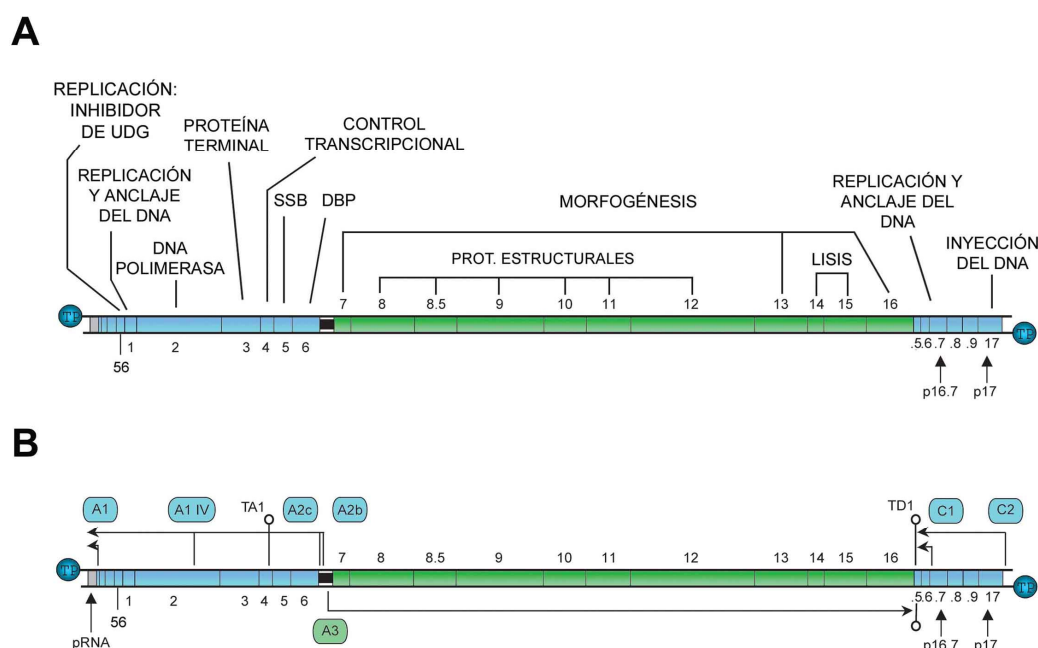 A
REPLICACIÓN:
INHIBIDOR
DE UDG
REPLICACIÓN
Y ANCLAJE
DEL DNA
DNA
POLIMERASA
PROTEÍNA
TERMINAL
CONTROL
TRANSCRIPCIONAL
SSB
DBP
MORFOGÉNESIS
PROT. ESTRUCTURALES
LISIS
REPLICACIÓN Y
ANCLAJE DEL
DNA
INYECCIÓN
DEL DNA
7 8 8.5 9 10 11 12 13 14 15 16
TP
TP
1 2 3 4 5 6 .5 .6 .7 .8 .9 17
56
p16.7 p17
B
A1 A1 IV TA1 A2c A2b TD1 C1 C2
7 8 8.5 9 10 11 12 13 14 15 16
TP
TP
1 2 3 4 5 6 .5 .6 .7 .8 .9 17
56
pRNA A3 p16.7 p17